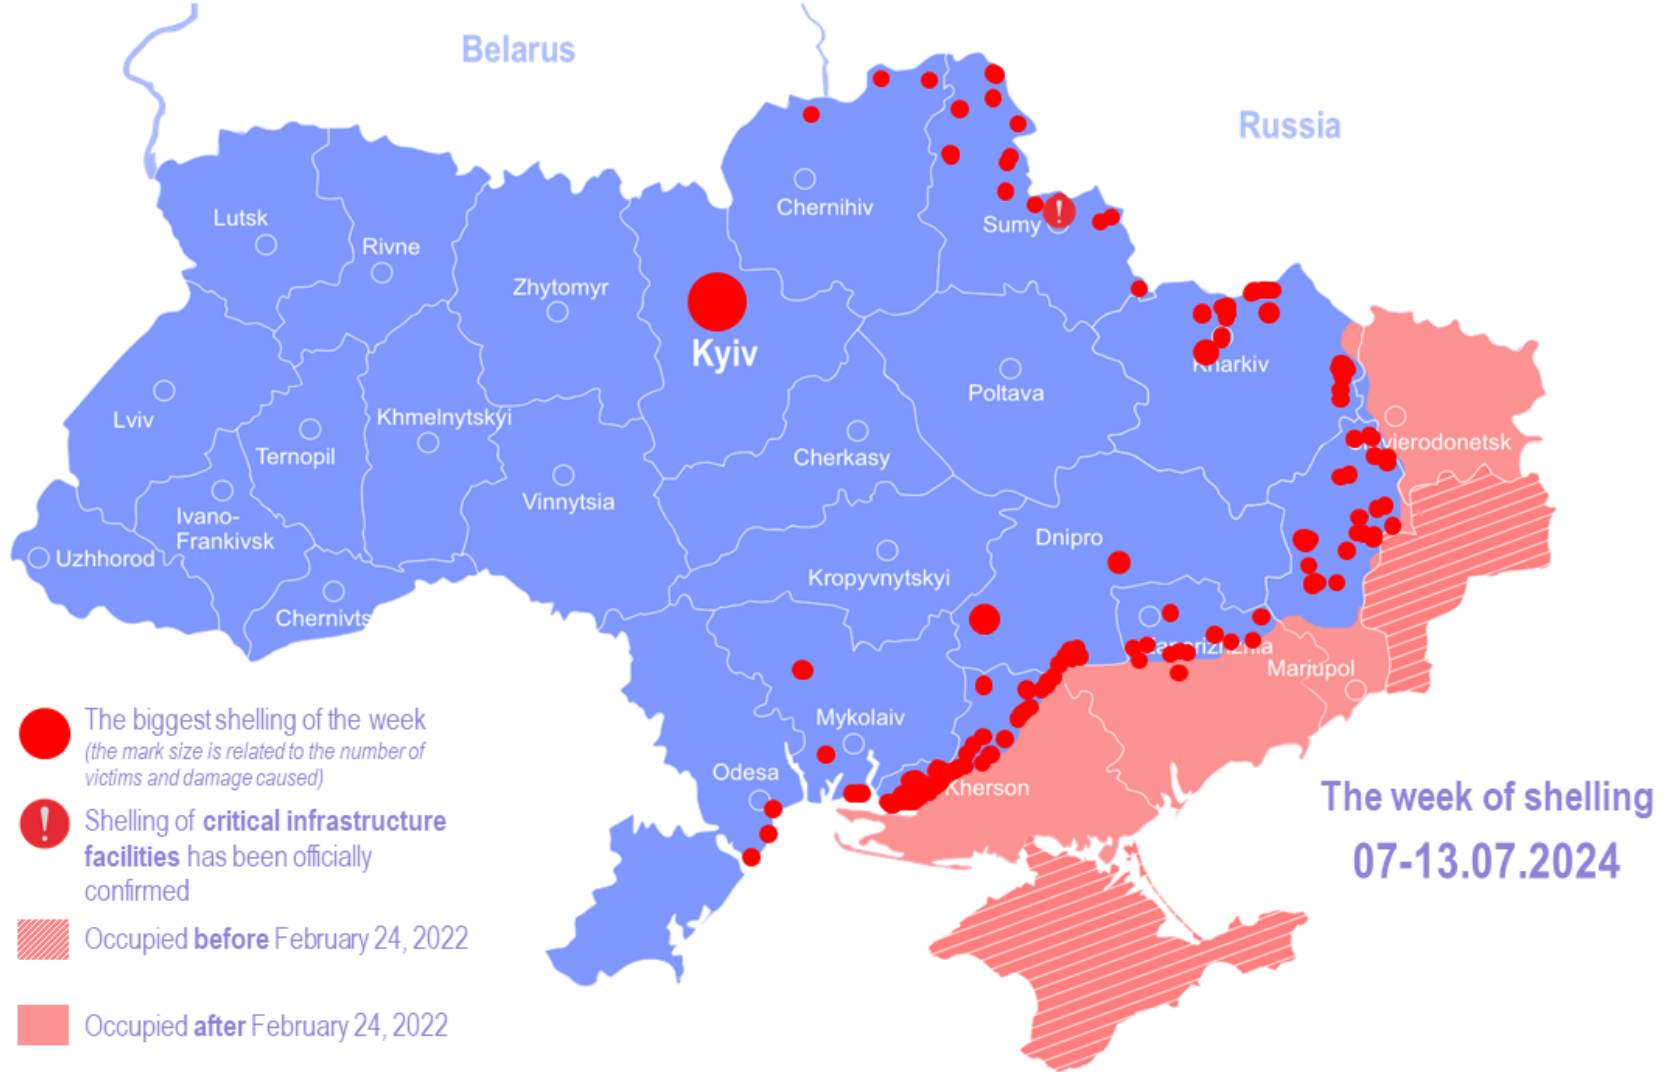 Belarus
Russia
Lutsk
Rivne
Chernihiv
Sumy
Zhytomyr
Kyiv
Kharkiv
Poltava
Lviv
Khmelnytskyi
Ternopil
Cherkasy
Vinnytsia
Ivano-
Frankivsk
Uzhhorod
Chernivts
Dnipro
Kropyvnytskyi
vierodonetsk
Mariupol
Mykolaiv
Odesa
Kherson
The biggest shelling of the week
(the mark size is related to the number of
victims and damage caused)
! Shelling of critical infrastructure
facilities has been officially
confirmed
Occupied before February 24, 2022
Occupied after February 24, 2022
The week of shelling
07-13.07.2024